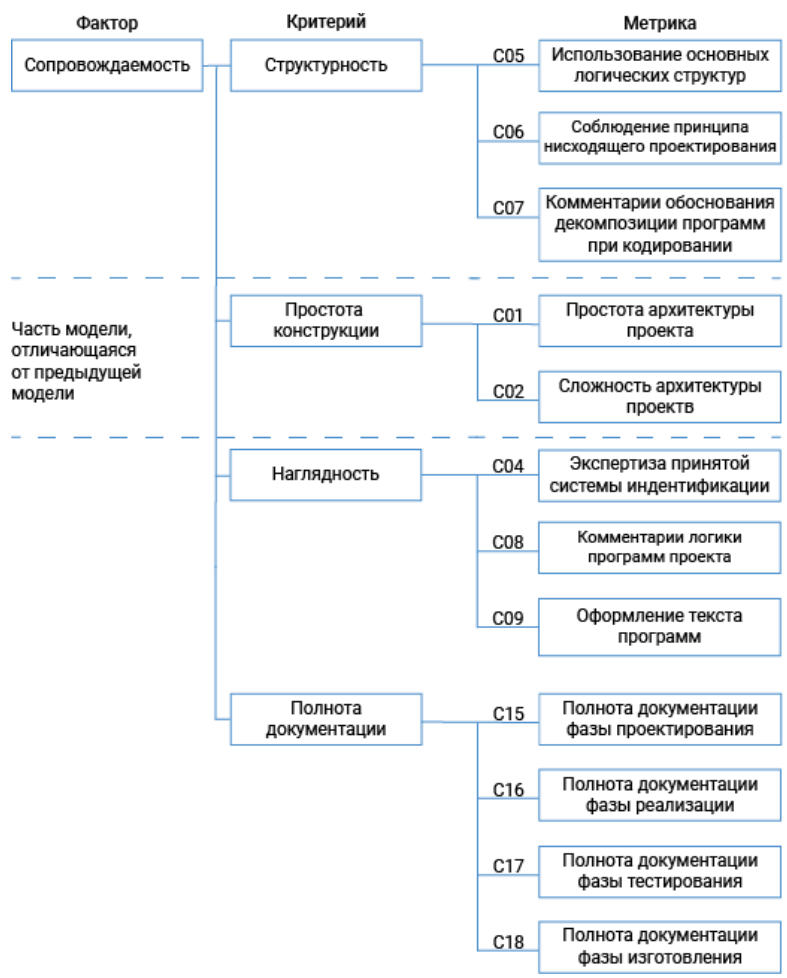 Фактор
Критерий
Метрика
Сопровождаемость
Структурность
C05
Использование основных
логических структур
C06
Соблюдение принципа
нисходящего проектирования
C07
Комментарии обоснования
декомпозиции программ
при кодировании
Часть модели,
отличающаяся
от предыдущей
модели
Простота
конструкции
C01
Простота архитектуры
проекта
C02
Сложность архитектуры
проектв
Наглядность
C04
Экспертиза принятой
системы индентификации
C08
Комментарии логики
программ проекта
C09
Оформление текста
программ
Полнота
документации
C15
Полнота документации
фазы проектирования
C16
Полнота документации
фазы реализации
C17
Полнота документации
фазы тестирования
C18
Полнота документации
фазы изготовления